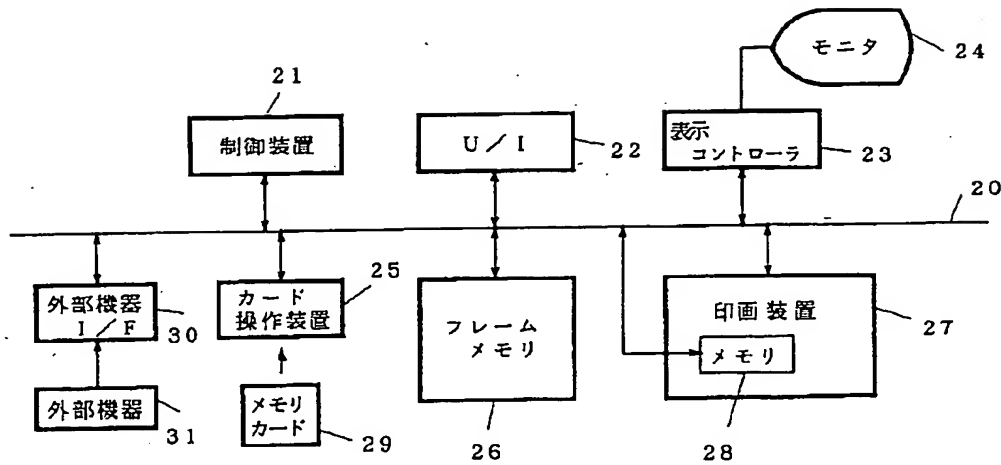 モニタ
24
21
制御装置
U/I
22
表示
コントローラ
23
20
外部機器
I/F
30
カード
操作装置
25
フレーム
メモリ
26
印画装置
27
メモリ
28
外部機器
31
メモリ
カード
29